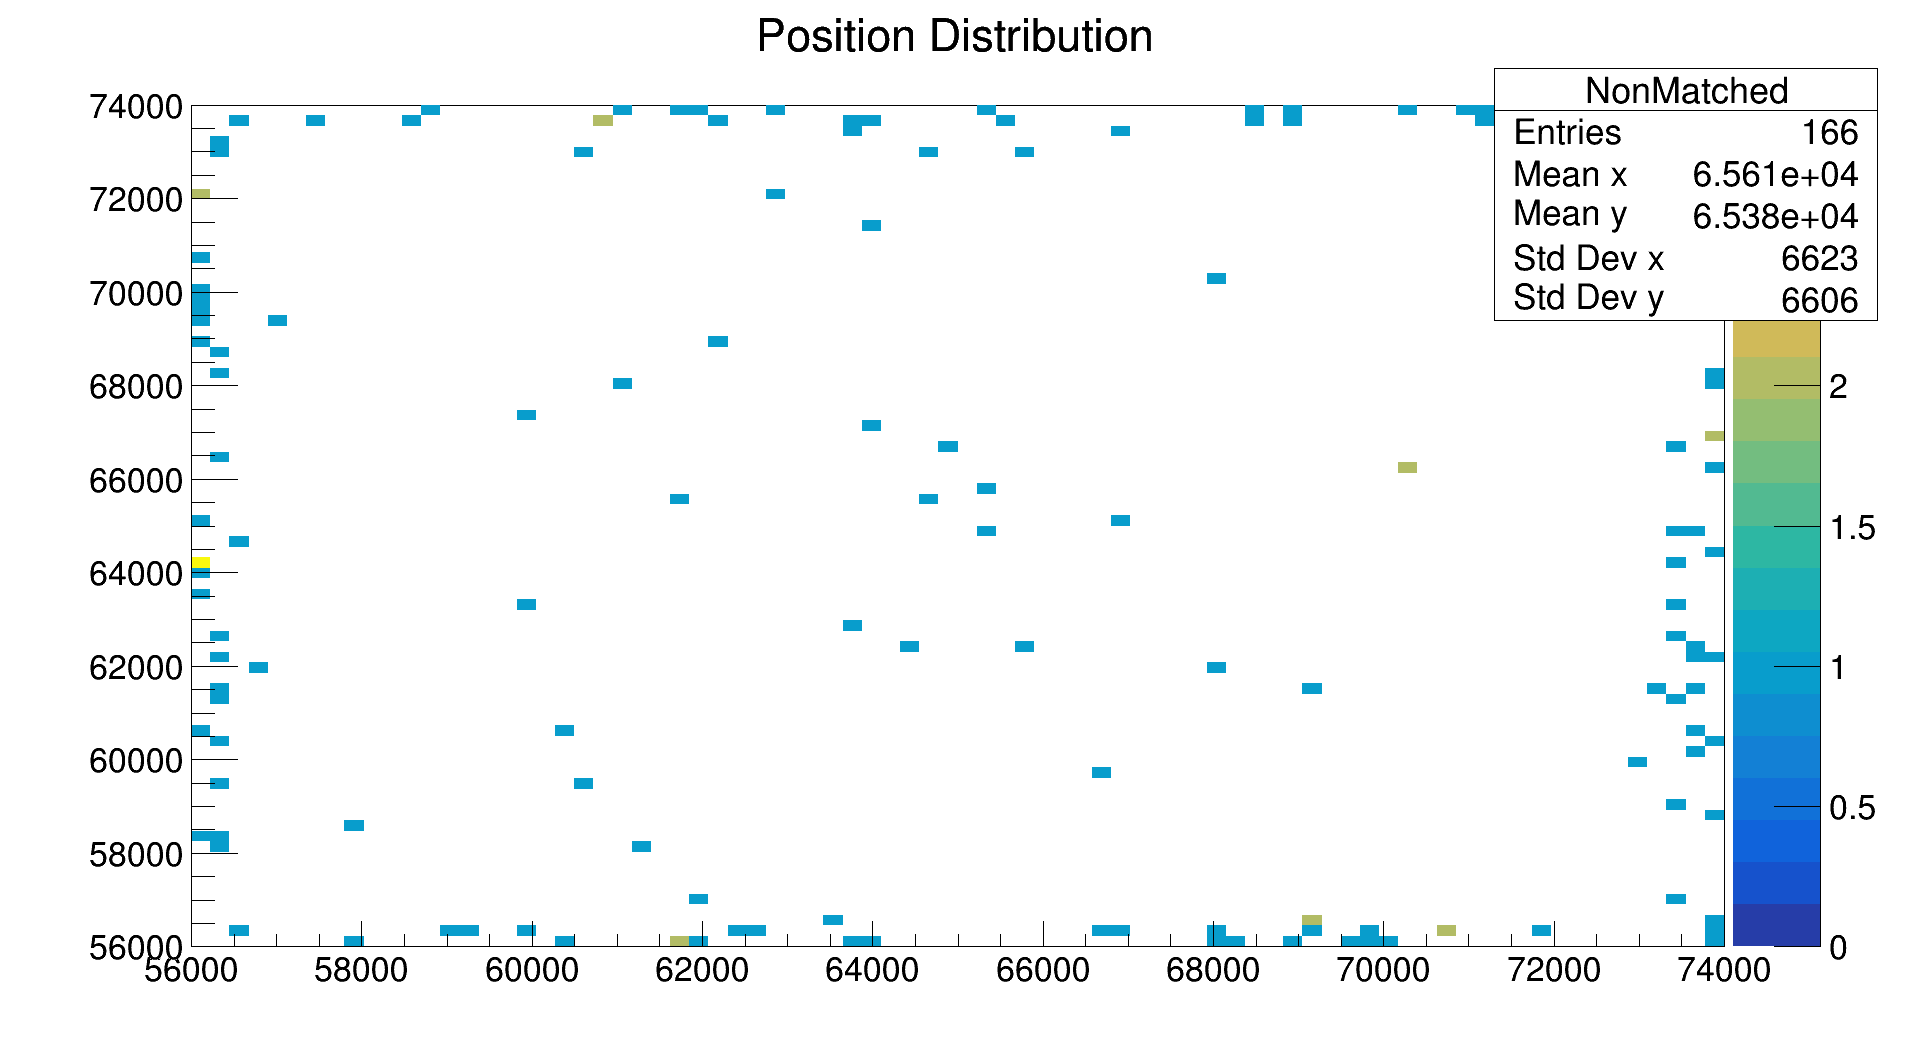 Position Distribution
NonMatched
Entries 166
Mean x 6.561e+04
Mean y 6.538e+04
Std Dev x 6623
Std Dev y 6606
74000
72000
70000
68000
66000
64000
62000
60000
58000
56000
2
1.5
1
0.5
0
56000 58000 60000 62000 64000 66000 68000 70000 72000 74000